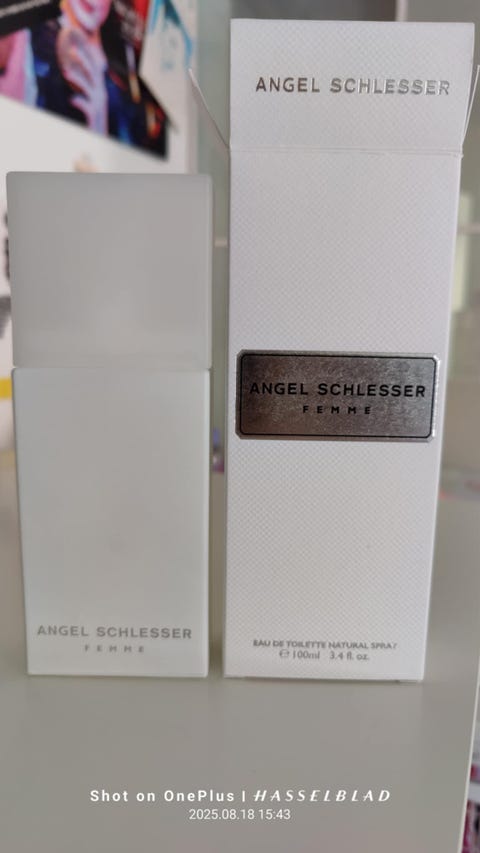 ANGEL SCHLESSER
ANGEL SCHLESSER
FEMME
ANGEL SCHLESSER
FEMME
EAU DE TOILETTE NATURAL SPRAY
℮ 100ml 3.4 fl. oz.
Shot on OnePlus | HASSELBLAD
2025.08.18 15:43